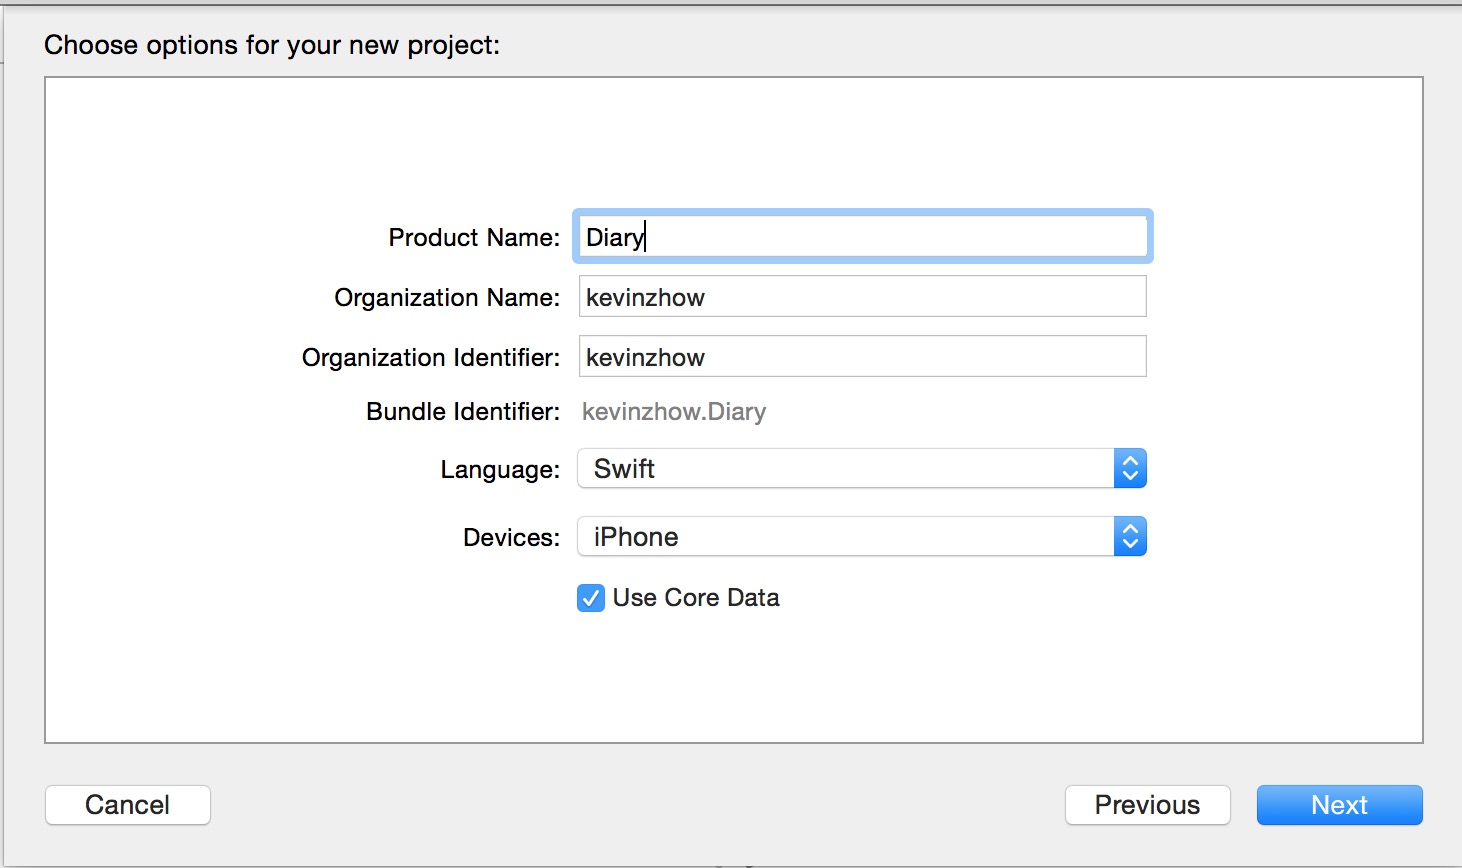 Choose options for your new project:
Product Name: Diary
Organization Name: kevinzhow
Organization Identifier: kevinzhow
Bundle Identifier: kevinzhow.Diary
Language: Swift
Devices: iPhone
Use Core Data
Cancel Previous Next